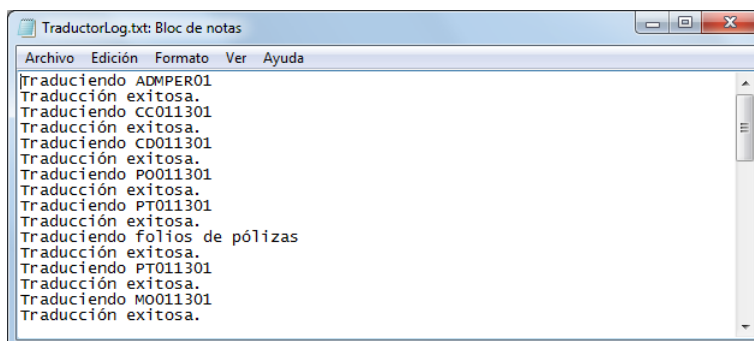 TraductorLog.txt: Bloc de notas
Archivo Edición Formato Ver Ayuda
Traduciendo ADMPER01
Traducción exitosa.
Traduciendo CC011301
Traducción exitosa.
Traduciendo CD011301
Traducción exitosa.
Traduciendo PO011301
Traducción exitosa.
Traduciendo PT011301
Traducción exitosa.
Traduciendo folios de pólizas
Traducción exitosa.
Traduciendo PT011301
Traducción exitosa.
Traduciendo MO011301
Traducción exitosa.